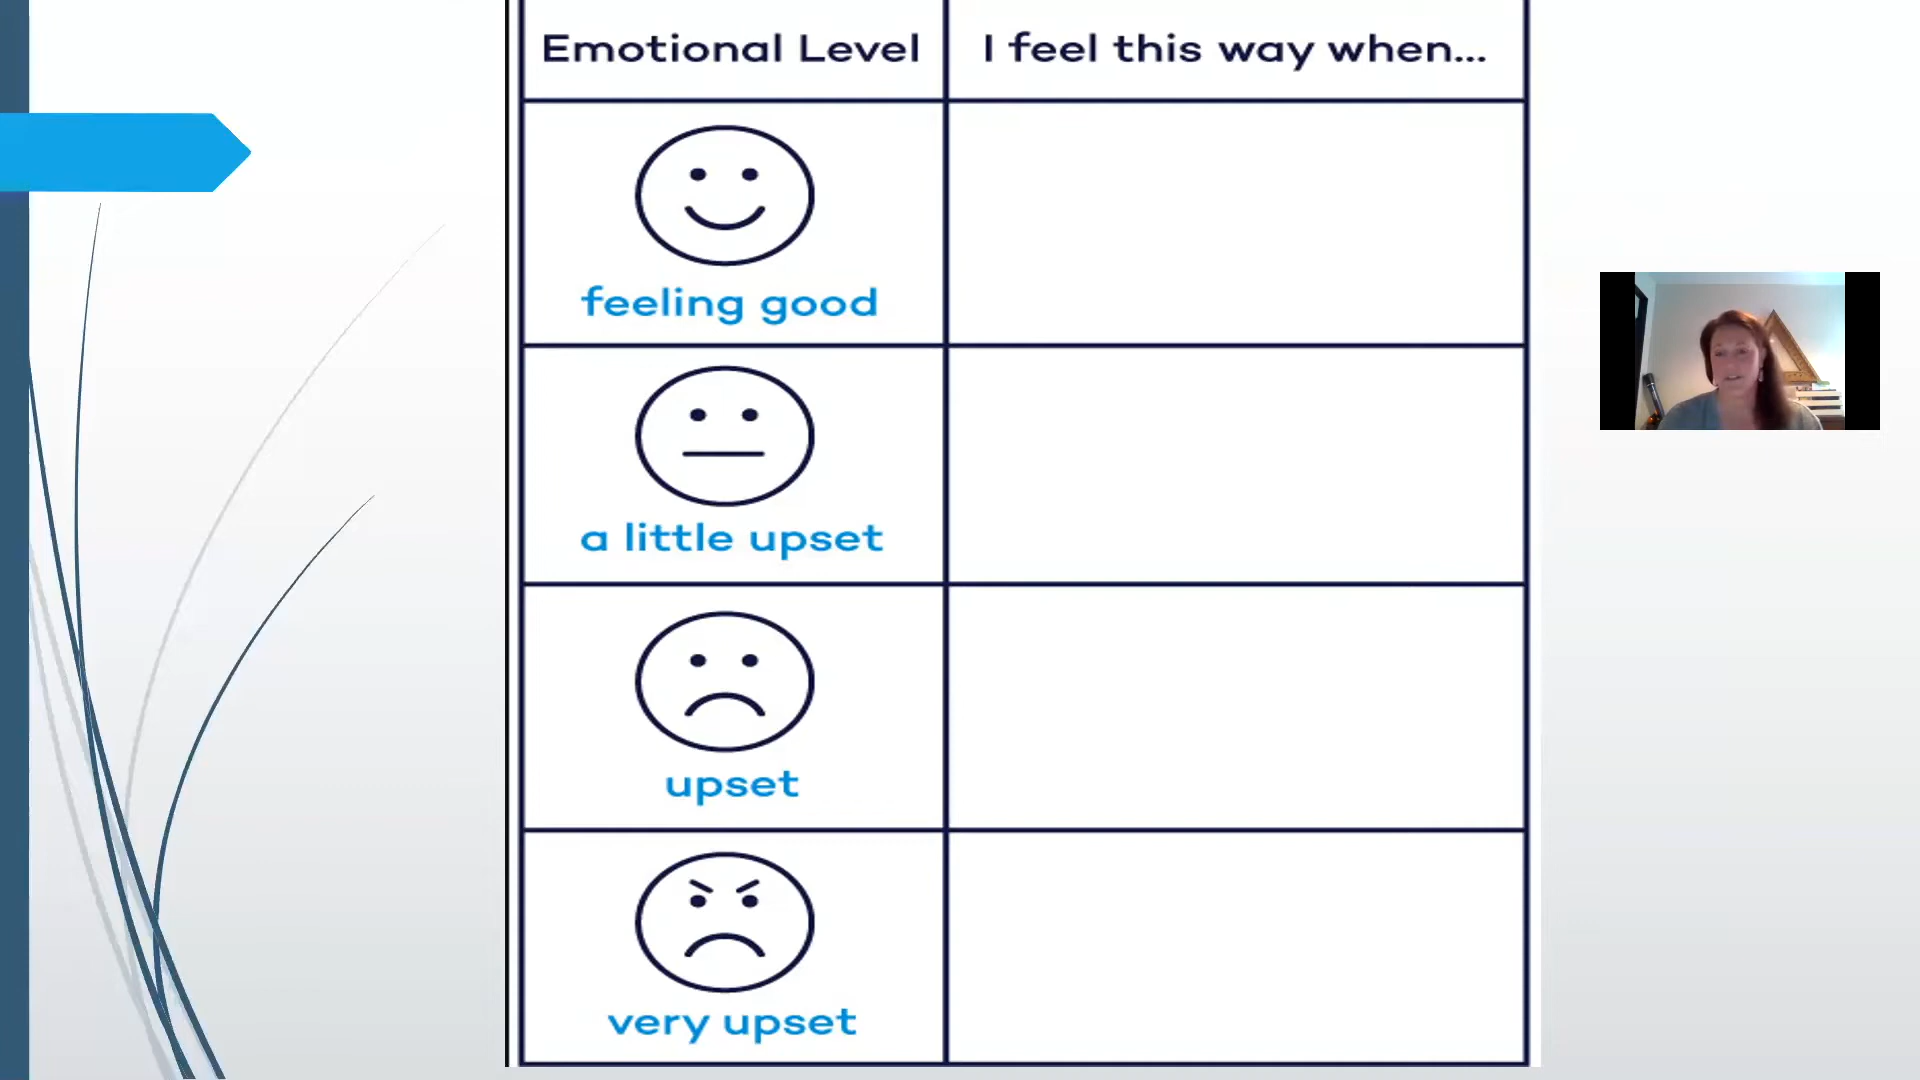 Emotional Level
I feel this way when...
feeling good
a little upset
upset
very upset